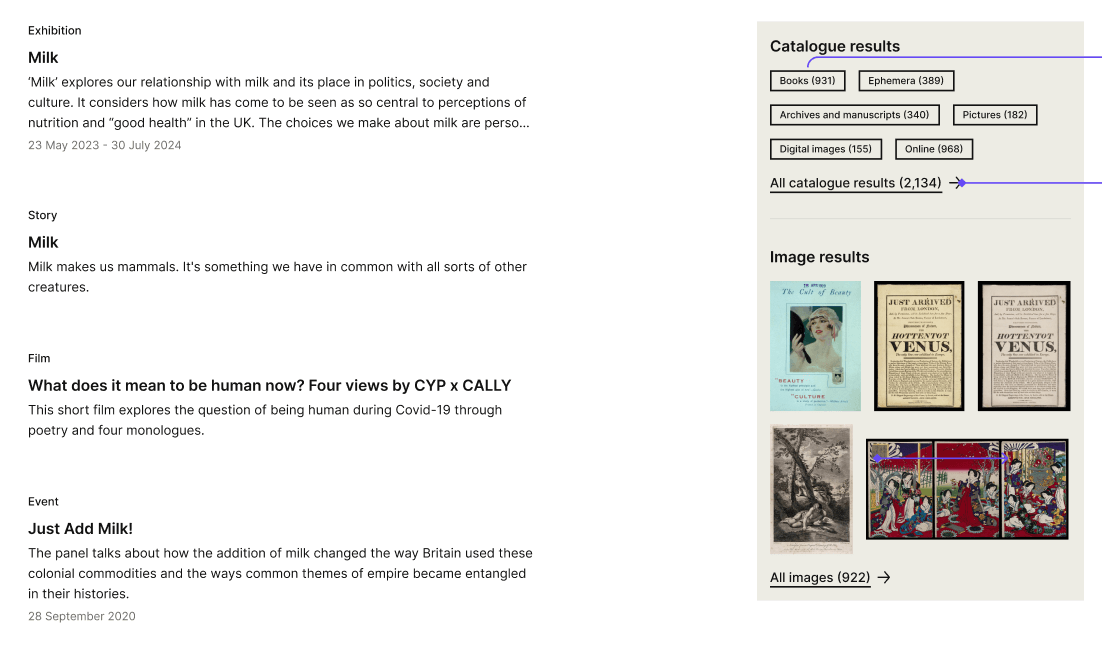 Exhibition
Milk
‘Milk’ explores our relationship with milk and its place in politics, society and
culture. It considers how milk has come to be seen as so central to perceptions of
nutrition and “good health” in the UK. The choices we make about milk are perso...
23 May 2023 - 30 July 2024
Story
Milk
Milk makes us mammals. It's something we have in common with all sorts of other
creatures.
Film
What does it mean to be human now? Four views by CYP x CALLY
This short film explores the question of being human during Covid-19 through
poetry and four monologues.
Event
Just Add Milk!
The panel talks about how the addition of milk changed the way Britain used these
colonial commodities and the ways common themes of empire became entangled
in their histories.
28 September 2020
Catalogue results
Books (931)
Ephemera (389)
Archives and manuscripts (340)
Pictures (182)
Digital images (155)
Online (968)
All catalogue results (2,134)
Image results
The Cult of Beauty
"BEAUTY
"CULTURE
JUST ARRIVED
FROM LONDON,
HOTTENTOT
VENUS,
JUST ARRIVED
FROM LONDON,
HOTTENTOT
VENUS,
All images (922)